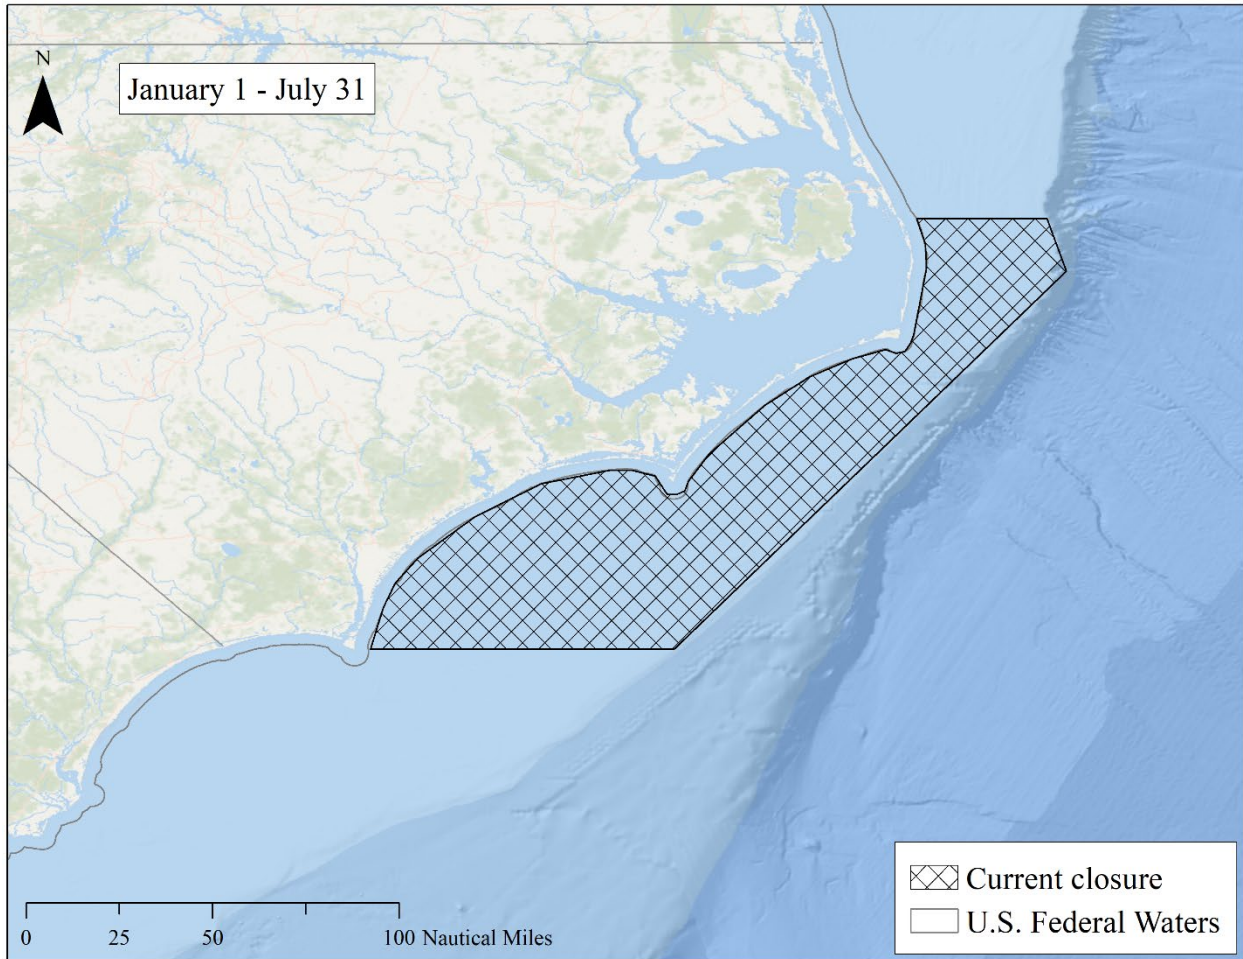 N
January 1 - July 31
Current closure
U.S. Federal Waters
0 25 50 100 Nautical Miles